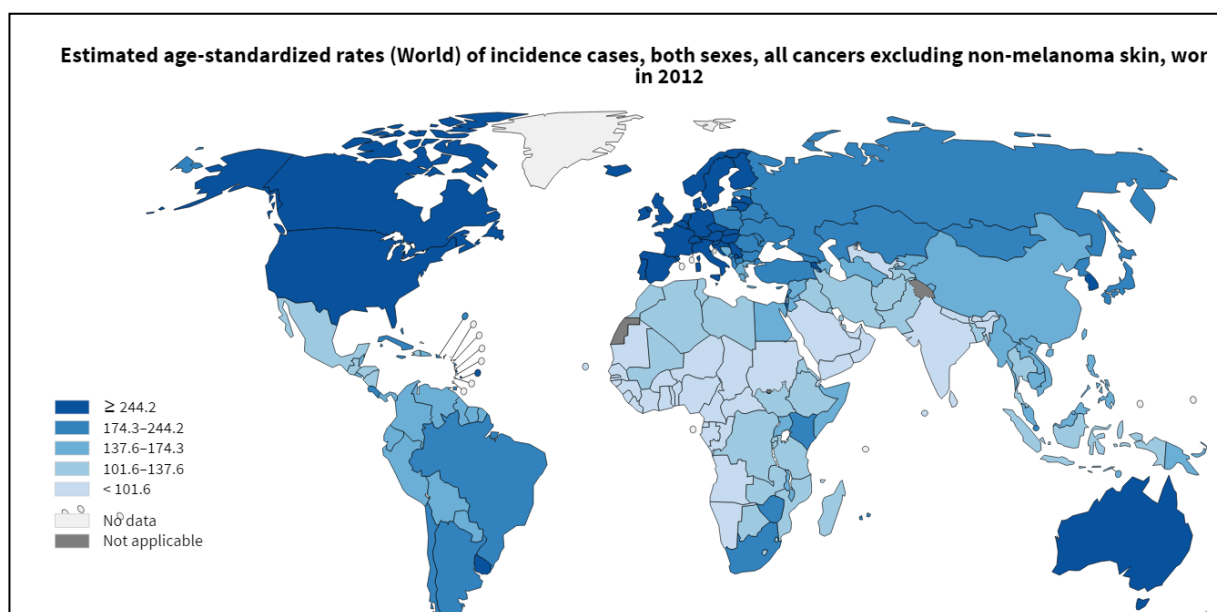 Estimated age-standardized rates (World) of incidence cases, both sexes, all cancers excluding non-melanoma skin, wor
in 2012
≥ 244.2
174.3–244.2
137.6–174.3
101.6–137.6
< 101.6
No data
Not applicable